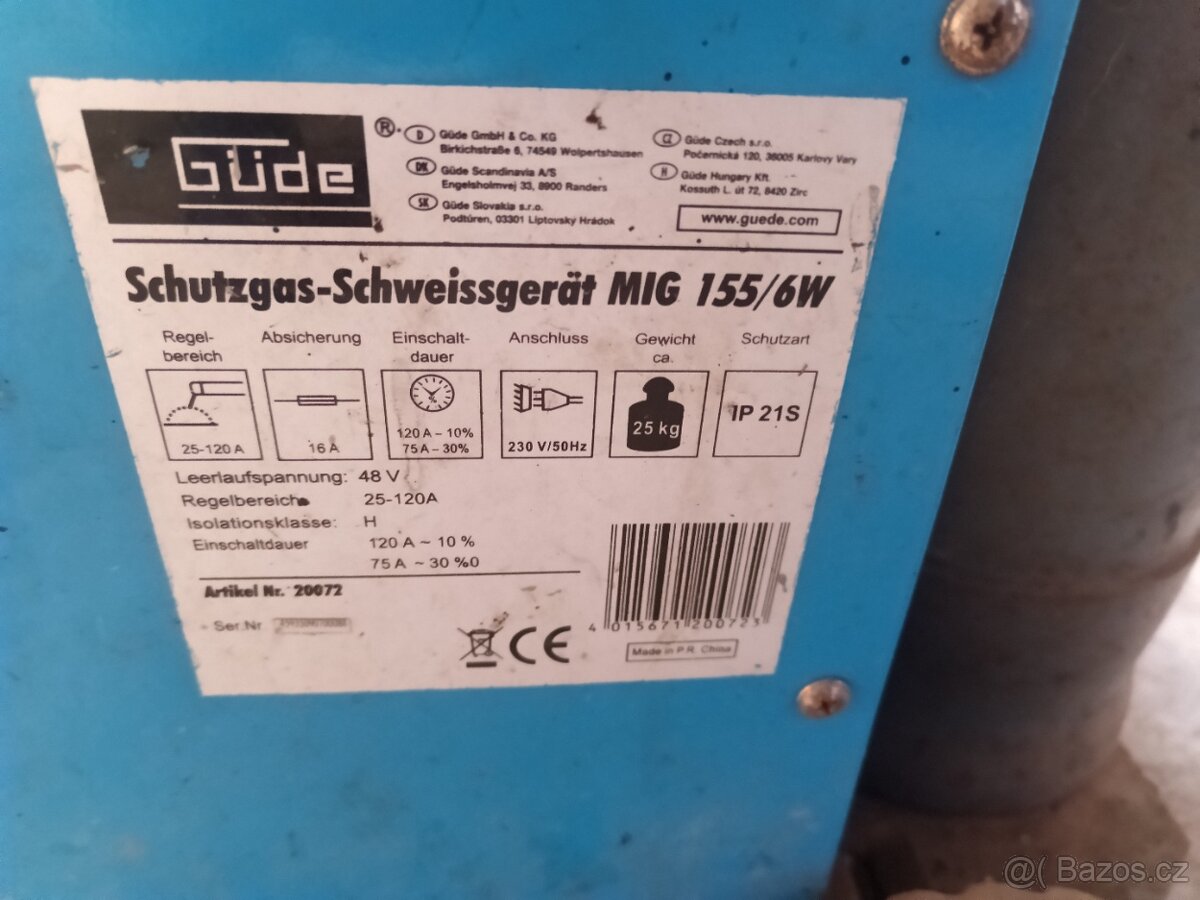 Güde ®
D Güde GmbH & Co. KG
Birkichstraße 6, 74549 Wolpertshausen
DK Güde Scandinavia A/S
Engelsholmvej 33, 8900 Randers
SK Güde Slovakia s.r.o.
Podtúreň, 03301 Liptovský Hrádok
CZ Güde Czech s.r.o.
Počernická 120, 36005 Karlovy Vary
H Güde Hungary Kft.
Kossuth L. út 72, 8420 Zirc
www.guede.com
Schutzgas-Schweissgerät MIG 155/6W
Regel-
bereich
25-120 A
Absicherung
16 A
Einschalt-
dauer
%
120 A ~ 10%
75 A ~ 30%
Anschluss
230 V/50Hz
Gewicht
ca.
25 kg
Schutzart
IP 21S
Leerlaufspannung: 48 V
Regelbereich 25-120A
Isolationsklasse: H
Einschaltdauer 120 A ~ 10 %
75 A ~ 30 %0
Artikel Nr. 20072
Ser.Nr
CE
4 015671 200723
Made in P.R. China
@( Bazos.cz